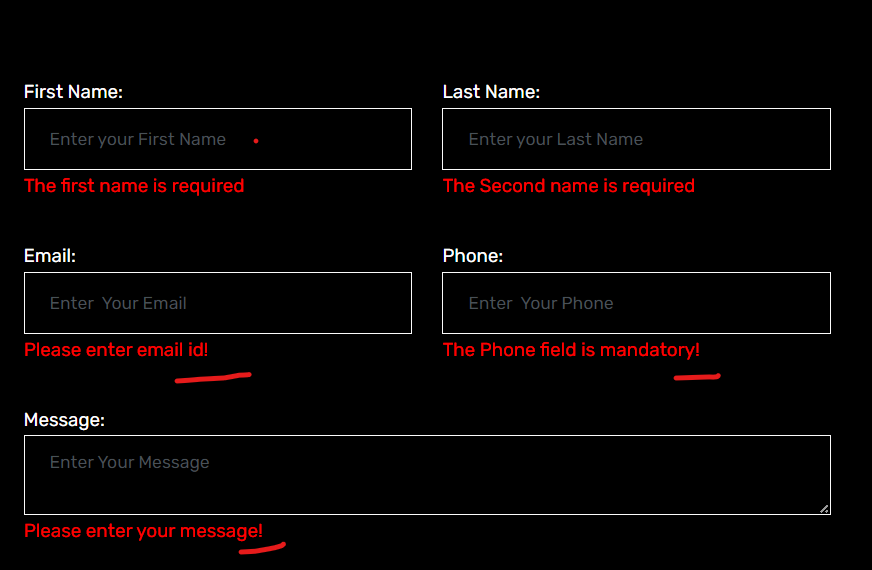 First Name:
Last Name:
Enter your First Name
Enter your Last Name
The first name is required
The Second name is required
Email:
Phone:
Enter  Your Email
Enter  Your Phone
Please enter email id!
The Phone field is mandatory!
Message:
Enter Your Message
Please enter your message!